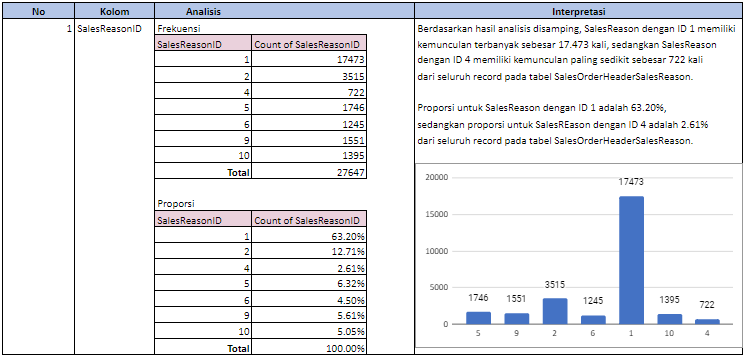 No Kolom Analisis Interpretasi
1 SalesReasonID Frekuensi
SalesReasonID Count of SalesReasonID
1 17473
2 3515
4 722
5 1746
6 1245
9 1551
10 1395
Total 27647
Proporsi
SalesReasonID Count of SalesReasonID
1 63.20%
2 12.71%
4 2.61%
5 6.32%
6 4.50%
9 5.61%
10 5.05%
Total 100.00%
Berdasarkan hasil analisis disamping, SalesReason dengan ID 1 memiliki
kemunculan terbanyak sebesar 17.473 kali, sedangkan SalesReason
dengan ID 4 memiliki kemunculan paling sedikit sebesar 722 kali
dari seluruh record pada tabel SalesOrderHeaderSalesReason.
Proporsi untuk SalesReason dengan ID 1 adalah 63.20%,
sedangkan proporsi untuk SalesREason dengan ID 4 adalah 2.61%
dari seluruh record pada tabel SalesOrderHeaderSalesReason.
20000
15000
10000
5000
0
1746 1551 3515 1245 17473 1395 722
5 9 2 6 1 10 4